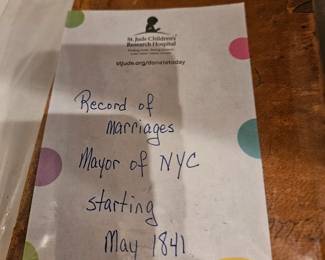 St. Jude Children's
Research Hospital
stjude.org/donatetoday
Record of
marriages
Mayor of NYC
starting
May 1841